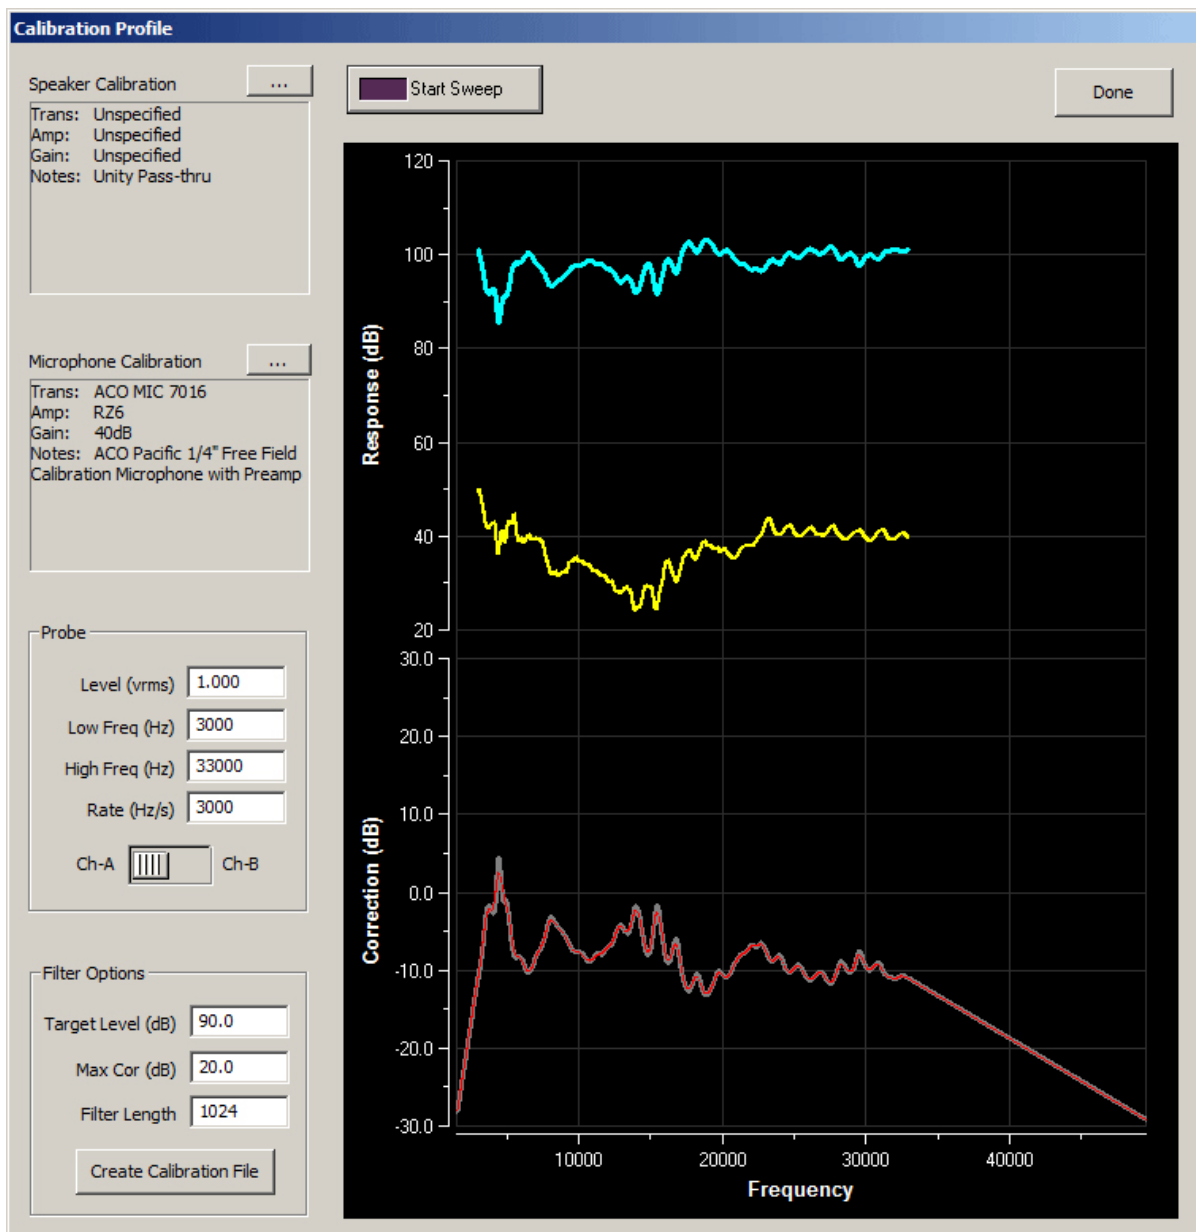 Calibration Profile
Speaker Calibration
...
Trans: Unspecified
Amp: Unspecified
Gain: Unspecified
Notes: Unity Pass-thru
Microphone Calibration
...
Trans: ACO MIC 7016
Amp: RZ6
Gain: 40dB
Notes: ACO Pacific 1/4" Free Field
Calibration Microphone with Preamp
Probe
Level (vrms) 1.000
Low Freq (Hz) 3000
High Freq (Hz) 33000
Rate (Hz/s) 3000
Ch-A Ch-B
Filter Options
Target Level (dB) 90.0
Max Cor (dB) 20.0
Filter Length 1024
Create Calibration File
Start Sweep
Done
Response (dB)
120
100
80
60
40
20
Correction (dB)
30.0
20.0
10.0
0.0
-10.0
-20.0
-30.0
10000 20000 30000 40000
Frequency